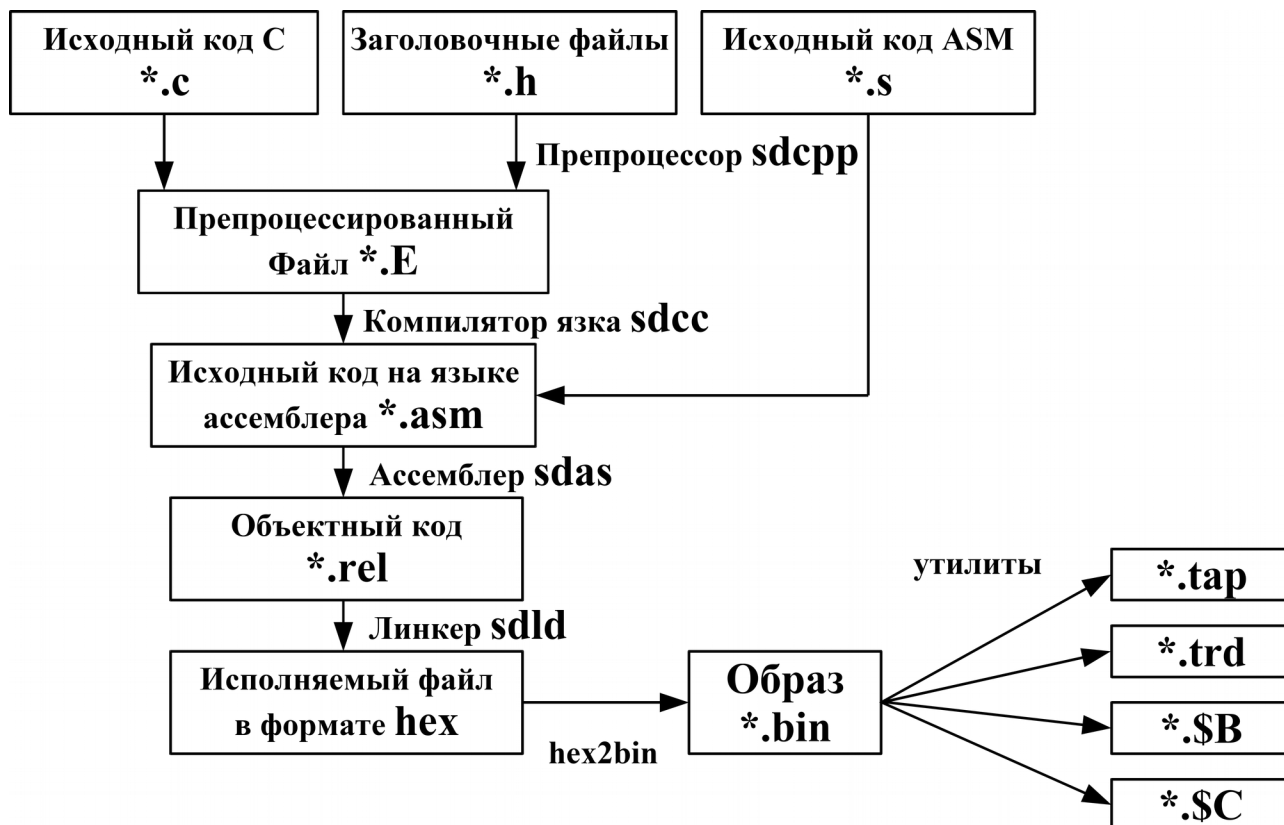 Исходный код C
*.c
Заголовочные файлы
*.h
Исходный код ASM
*.s
Препроцессор sdcpp
Препроцессированный
Файл *.E
Компилятор язка sdcc
Исходный код на языке
ассемблера *.asm
Ассемблер sdas
Объектный код
*.rel
Линкер sdld
Исполняемый файл
в формате hex
hex2bin
Образ
*.bin
утилиты
*.tap
*.trd
*.$B
*.$C